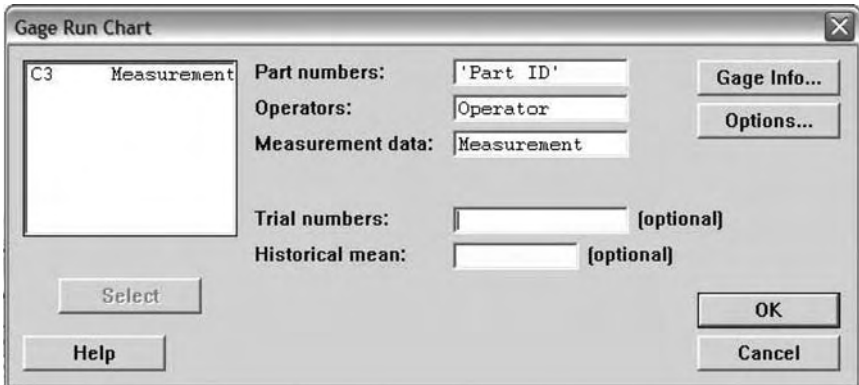 Gage Run Chart
C3 Measurement
Part numbers: 'Part ID'
Operators: Operator
Measurement data: Measurement
Trial numbers: (optional)
Historical mean: (optional)
Gage Info...
Options...
Select
Help
OK
Cancel